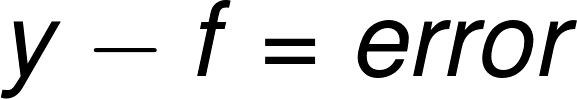 y — f = error